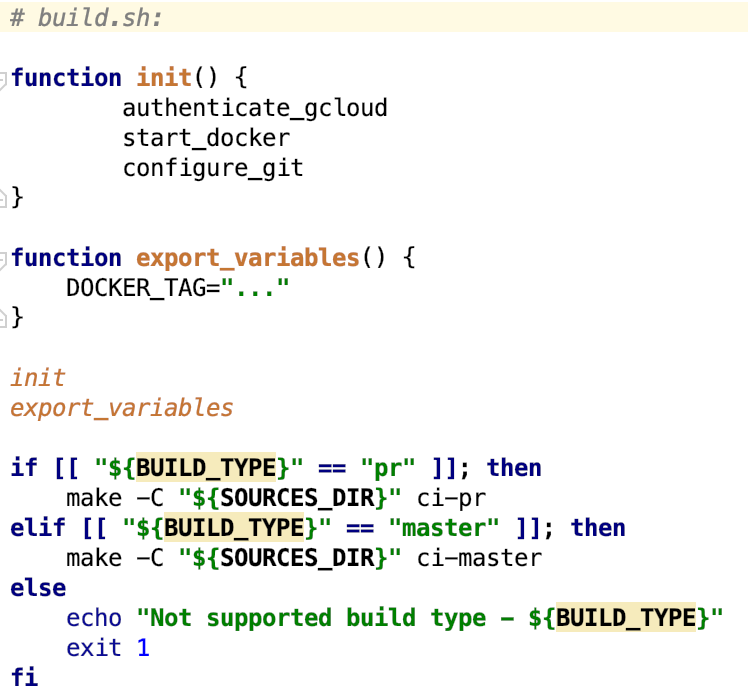 # build.sh:
function init() {
authenticate_gcloud
start_docker
configure_git
}
function export_variables() {
DOCKER_TAG="..."
}
init
export_variables
if [[ "${BUILD_TYPE}" == "pr" ]]; then
make -C "${SOURCES_DIR}" ci-pr
elif [[ "${BUILD_TYPE}" == "master" ]]; then
make -C "${SOURCES_DIR}" ci-master
else
echo "Not supported build type - ${BUILD_TYPE}"
exit 1
fi